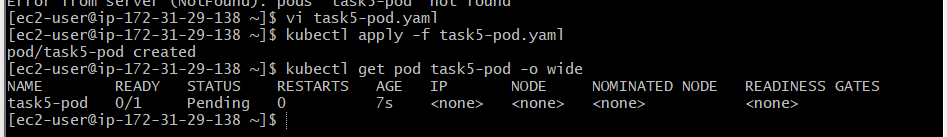 Error from server (NotFound): pods "task5-pod" not found
[ec2-user@ip-172-31-29-138 ~]$ vi task5-pod.yaml
[ec2-user@ip-172-31-29-138 ~]$ kubectl apply -f task5-pod.yaml
pod/task5-pod created
[ec2-user@ip-172-31-29-138 ~]$ kubectl get pod task5-pod -o wide
NAME        READY   STATUS    RESTARTS   AGE   IP       NODE     NOMINATED NODE   READINESS GATES
task5-pod   0/1     Pending   0          7s    <none>   <none>   <none>           <none>
[ec2-user@ip-172-31-29-138 ~]$